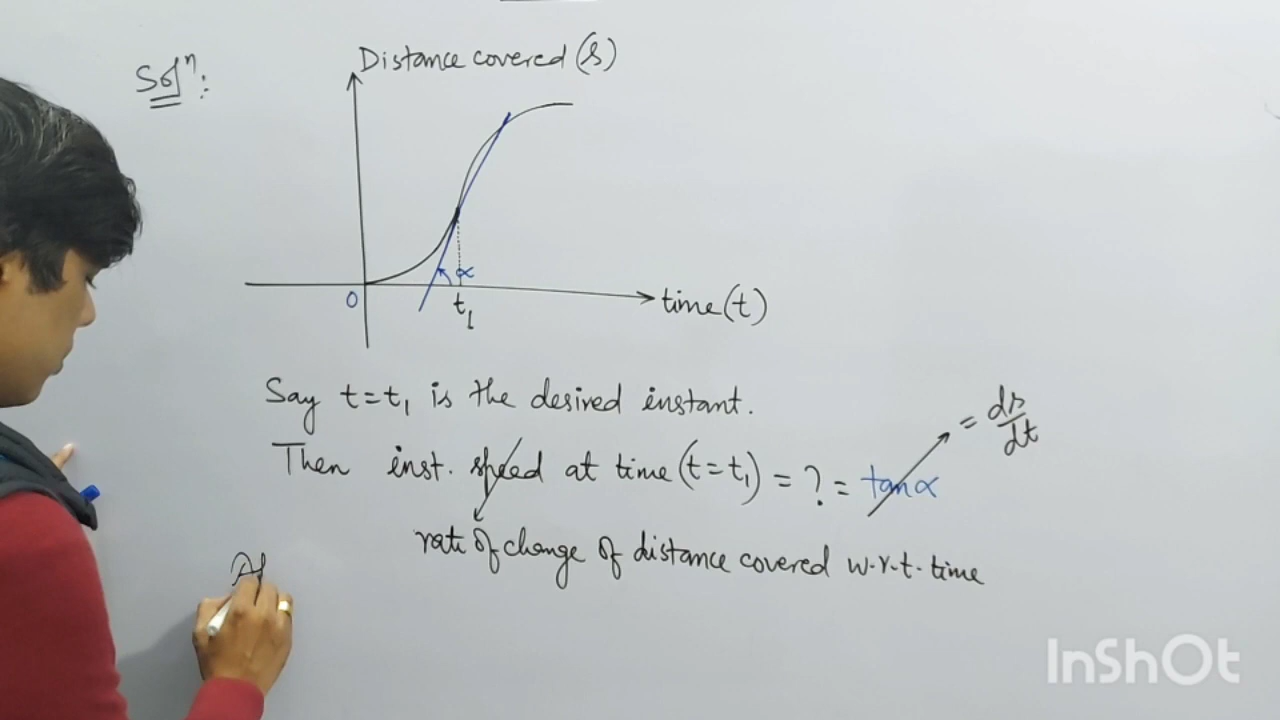 Solⁿ:
Distance covered (s)
α
0
t₁
time (t)
Say t = t₁ is the desired instant.
Then inst. speed at time (t = t₁) = ? = tan α = ds/dt
rate of change of distance covered w.r.t. time
InShOt